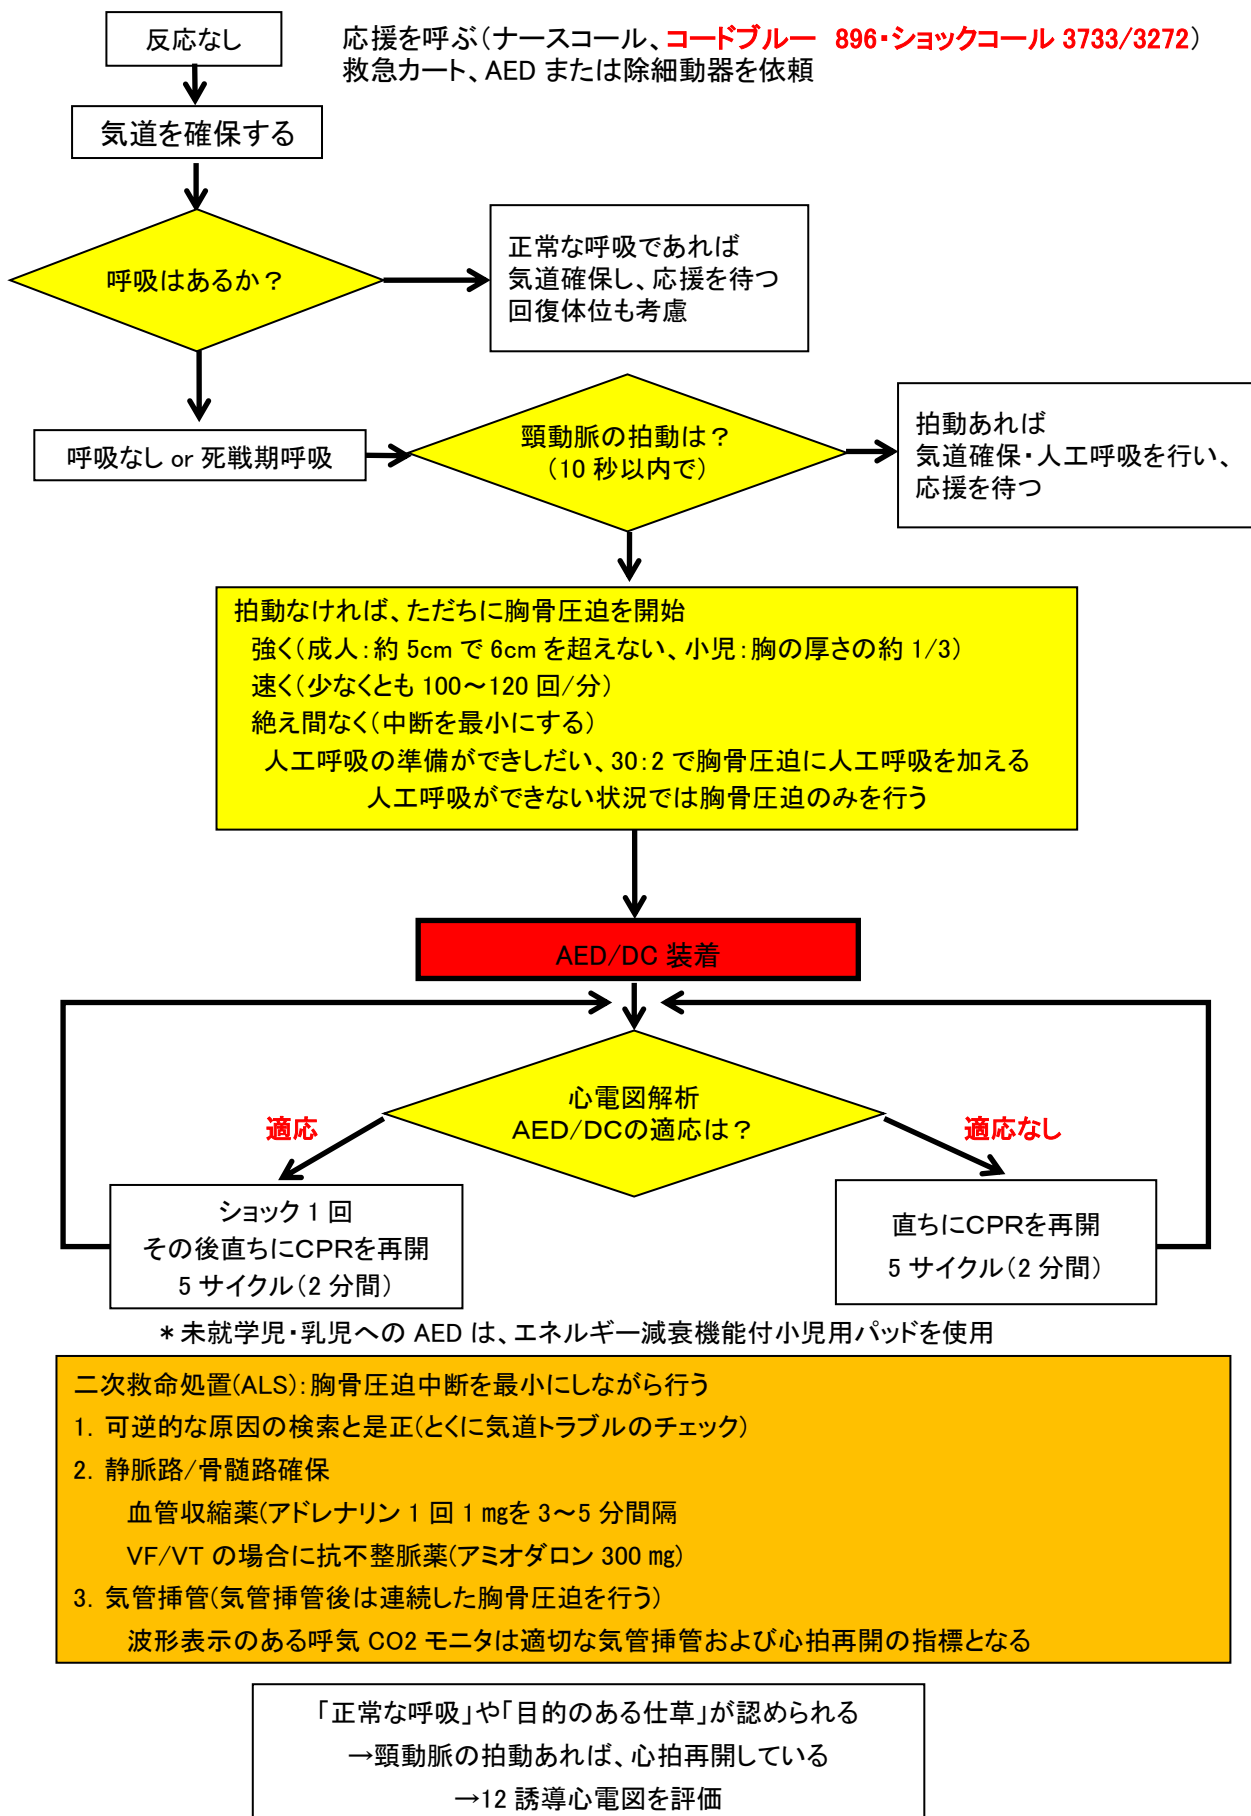 反応なし
応援を呼ぶ（ナースコール、コードブルー 896・ショックコール 3733/3272）
救急カート、AED または除細動器を依頼
気道を確保する
呼吸はあるか？
正常な呼吸であれば
気道確保し、応援を待つ
回復体位も考慮
呼吸なし or 死戦期呼吸
頸動脈の拍動は？
（10 秒以内で）
拍動あれば
気道確保・人工呼吸を行い、
応援を待つ
拍動なければ、ただちに胸骨圧迫を開始
強く（成人：約 5cm で 6cm を超えない、小児：胸の厚さの約 1/3）
速く（少なくとも 100～120 回/分）
絶え間なく（中断を最小にする）
人工呼吸の準備ができしだい、30：2 で胸骨圧迫に人工呼吸を加える
人工呼吸ができない状況では胸骨圧迫のみを行う
AED/DC 装着
心電図解析
AED/DCの適応は？
適応
適応なし
ショック 1 回
その後直ちにCPRを再開
5 サイクル（2 分間）
直ちにCPRを再開
5 サイクル（2 分間）
＊未就学児・乳児への AED は、エネルギー減衰機能付小児用パッドを使用
二次救命処置(ALS)：胸骨圧迫中断を最小にしながら行う
1. 可逆的な原因の検索と是正(とくに気道トラブルのチェック)
2. 静脈路/骨髄路確保
血管収縮薬(アドレナリン 1 回 1 ㎎を 3～5 分間隔
VF/VT の場合に抗不整脈薬(アミオダロン 300 ㎎)
3. 気管挿管(気管挿管後は連続した胸骨圧迫を行う)
波形表示のある呼気 CO2 モニタは適切な気管挿管および心拍再開の指標となる
「正常な呼吸」や「目的のある仕草」が認められる
→頸動脈の拍動あれば、心拍再開している
→12 誘導心電図を評価